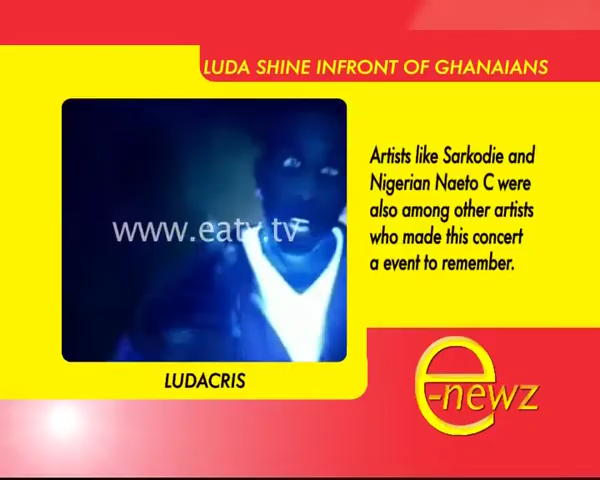 LUDA SHINE INFRONT OF GHANAIANS
Artists like Sarkodie and
Nigerian Naeto C were
also among other artists
who made this concert
a event to remember.
www.eatv.tv
LUDACRIS
e-newz